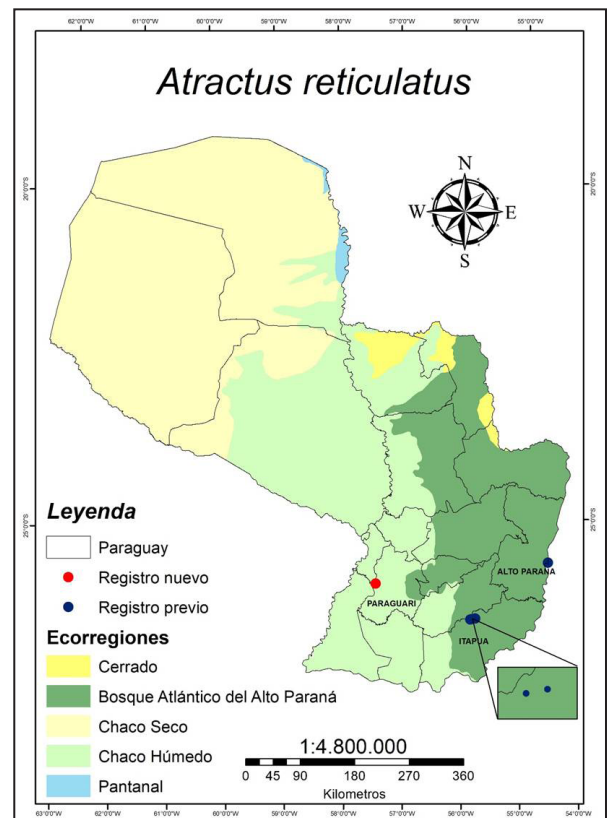 62°0'0"W 61°0'0"W 60°0'0"W 59°0'0"W 58°0'0"W 57°0'0"W 56°0'0"W 55°0'0"W
Atractus reticulatus
20°0'0"S
20°0'0"S
N
W
E
S
25°0'0"S
25°0'0"S
ALTO PARANÁ
PARAGUARI
ITAPUA
Leyenda
Paraguay
Registro nuevo
Registro previo
Ecorregiones
Cerrado
Bosque Atlántico del Alto Paraná
Chaco Seco
Chaco Húmedo
Pantanal
1:4.800.000
0 45 90 180 270 360
Kilometros
63°0'0"W 62°0'0"W 61°0'0"W 60°0'0"W 59°0'0"W 58°0'0"W 57°0'0"W 56°0'0"W 55°0'0"W 54°0'0"W